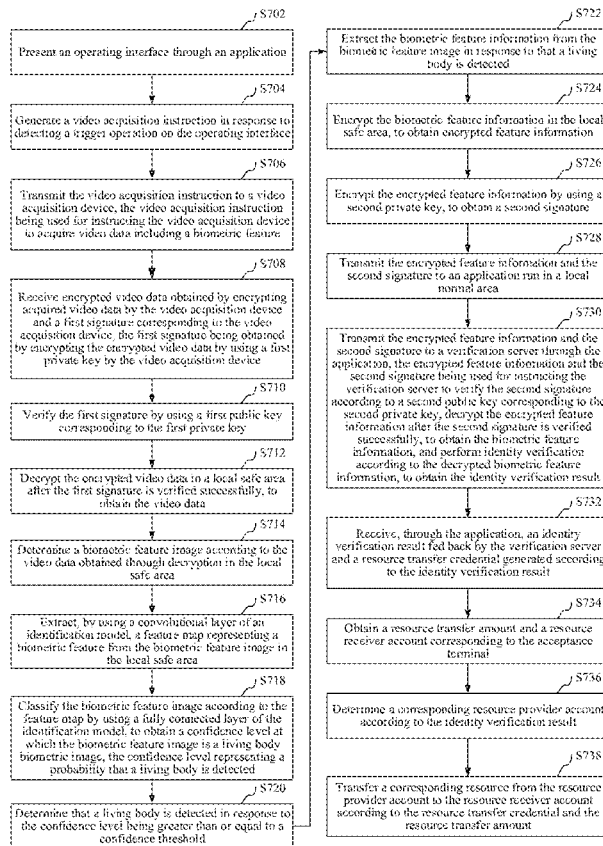 S702
Present an operating interface through an application
S704
Generate a video acquisition instruction in response to
detecting a trigger operation on the operating interface
S706
Transmit the video acquisition instruction to a video
acquisition device, the video acquisition instruction
being used for instructing the video acquisition device
to acquire video data including a biometric feature
S708
Receive encrypted video data obtained by encrypting
acquired video data by the video acquisition device
and a first signature corresponding to the video
acquisition device, the first signature being obtained
by encrypting the encrypted video data by using a first
private key by the video acquisition device
S710
Verify the first signature by using a first public key
corresponding to the first private key
S712
Decrypt the encrypted video data in a local safe area
after the first signature is verified successfully, to
obtain the video data
S714
Determine a biometric feature image according to the
video data obtained through decryption in the local
safe area
S716
Extract, by using a convolutional layer of an
identification model, a feature map representing a
biometric feature from the biometric feature image in
the local safe area
S718
Classify the biometric feature image according to the
feature map by using a fully connected layer of the
identification model, to obtain a confidence level at
which the biometric feature image is a living body
biometric image, the confidence level representing a
probability that a living body is detected
S720
Determine that a living body is detected in response to
the confidence level being greater than or equal to a
confidence threshold
S722
Extract the biometric feature information from the
biometric feature image in response to that a living
body is detected
S724
Encrypt the biometric feature information in the local
safe area, to obtain encrypted feature information
S726
Encrypt the encrypted feature information by using a
second private key, to obtain a second signature
S728
Transmit the encrypted feature information and the
second signature to an application run in a local
normal area
S730
Transmit the encrypted feature information and the
second signature to a verification server through the
application, the encrypted feature information and the
second signature being used for instructing the
verification server to verify the second signature
according to a second public key corresponding to the
second private key, decrypt the encrypted feature
information after the second signature is verified
successfully, to obtain the biometric feature
information, and perform identity verification
according to the decrypted biometric feature
information, to obtain the identity verification result
S732
Receive, through the application, an identity
verification result fed back by the verification server
and a resource transfer credential generated according
to the identity verification result
S734
Obtain a resource transfer amount and a resource
receiver account corresponding to the acceptance
terminal
S736
Determine a corresponding resource provider account
according to the identity verification result
S738
Transfer a corresponding resource from the resource
provider account to the resource receiver account
according to the resource transfer credential and the
resource transfer amount